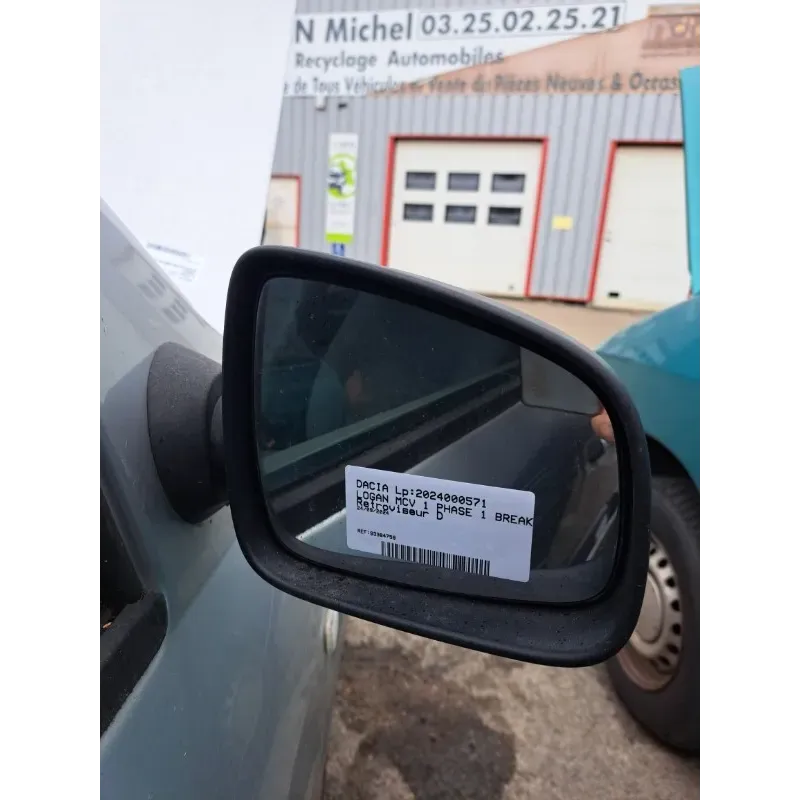 N Michel 03.25.02.25.21
Recyclage Automobiles
de Tous Véhicules Vente de Pièces Neuves & Occas
DACIA Lp:2024000571
LOGAN MCV 1 PHASE 1 BREAK
Retroviseur D